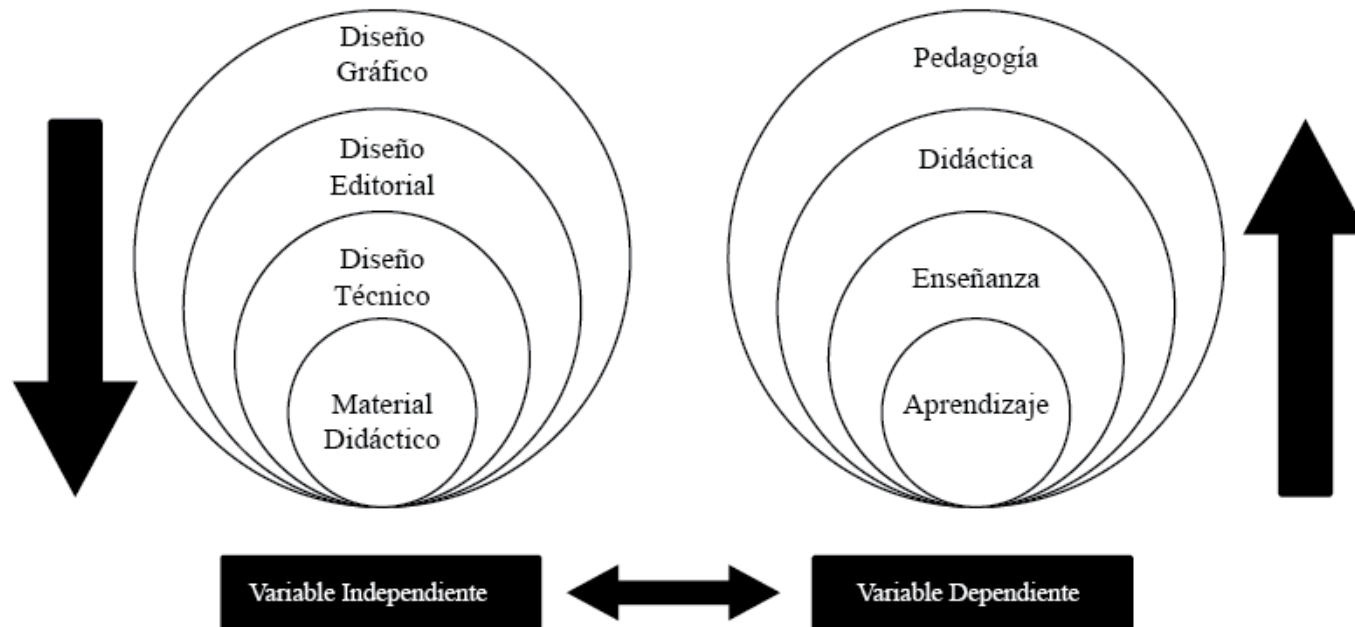 Diseño
Gráfico
Diseño
Editorial
Diseño
Técnico
Material
Didáctico
Pedagogía
Didáctica
Enseñanza
Aprendizaje
Variable Independiente
Variable Dependiente